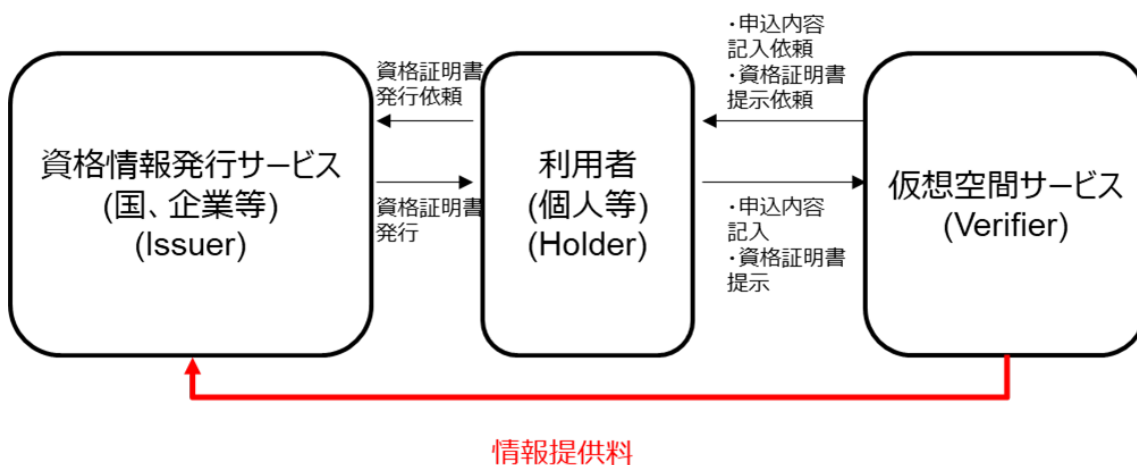 資格情報発行サービス
(国、企業等)
(Issuer)
資格証明書
発行依頼
資格証明書
発行
利用者
(個人等)
(Holder)
・申込内容
記入依頼
・資格証明書
提示依頼
・申込内容
記入
・資格証明書
提示
仮想空間サービス
(Verifier)
情報提供料